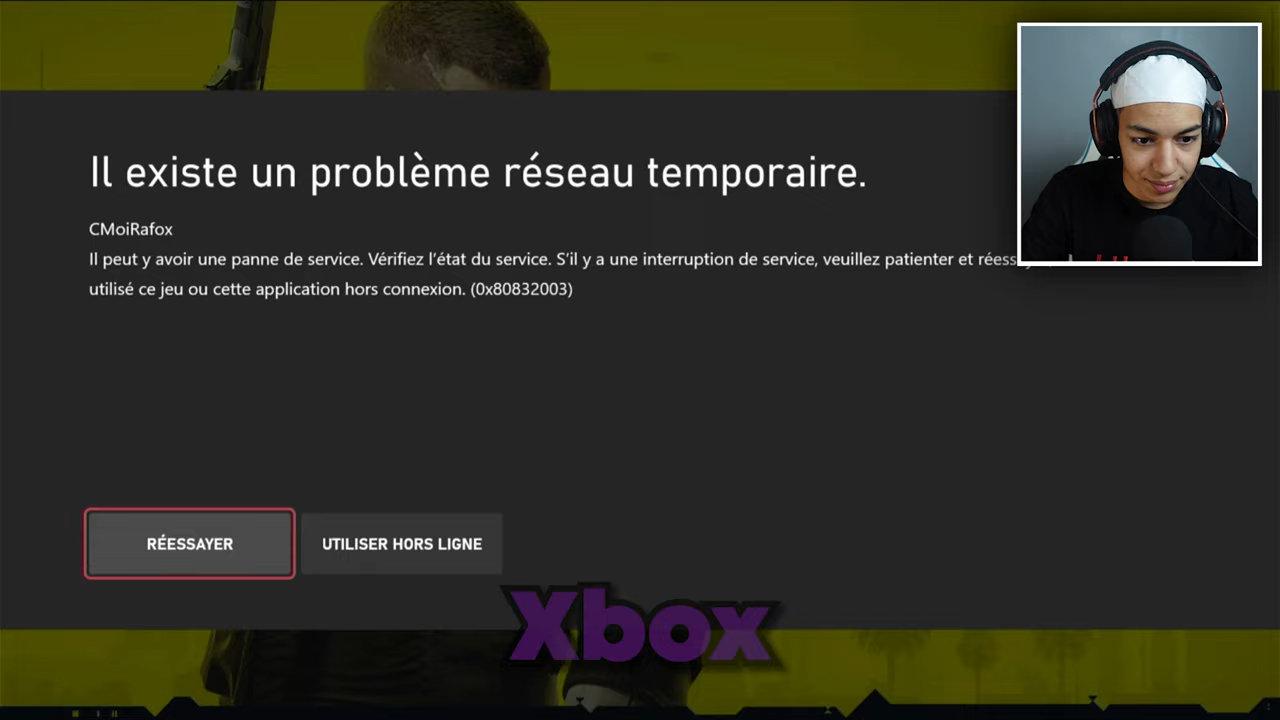 Il existe un problème réseau temporaire.
CMoiRafox
Il peut y avoir une panne de service. Vérifiez l'état du service. S'il y a une interruption de service, veuillez patienter et
utilisé ce jeu ou cette application hors connexion. (0x80832003)
RÉESSAYER
UTILISER HORS LIGNE
Xbox